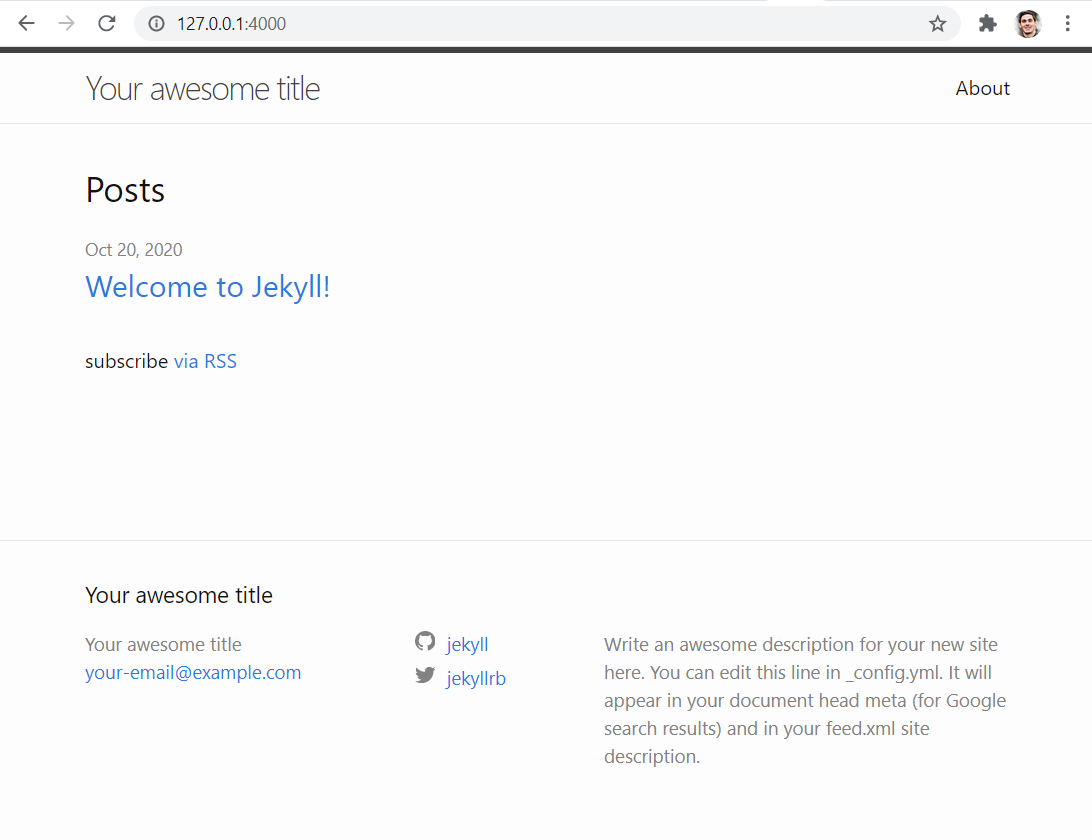 127.0.0.1:4000
Your awesome title
About
Posts
Oct 20, 2020
Welcome to Jekyll!
subscribe via RSS
Your awesome title
Your awesome title
your-email@example.com
jekyll
jekyllrb
Write an awesome description for your new site
here. You can edit this line in _config.yml. It will
appear in your document head meta (for Google
search results) and in your feed.xml site
description.